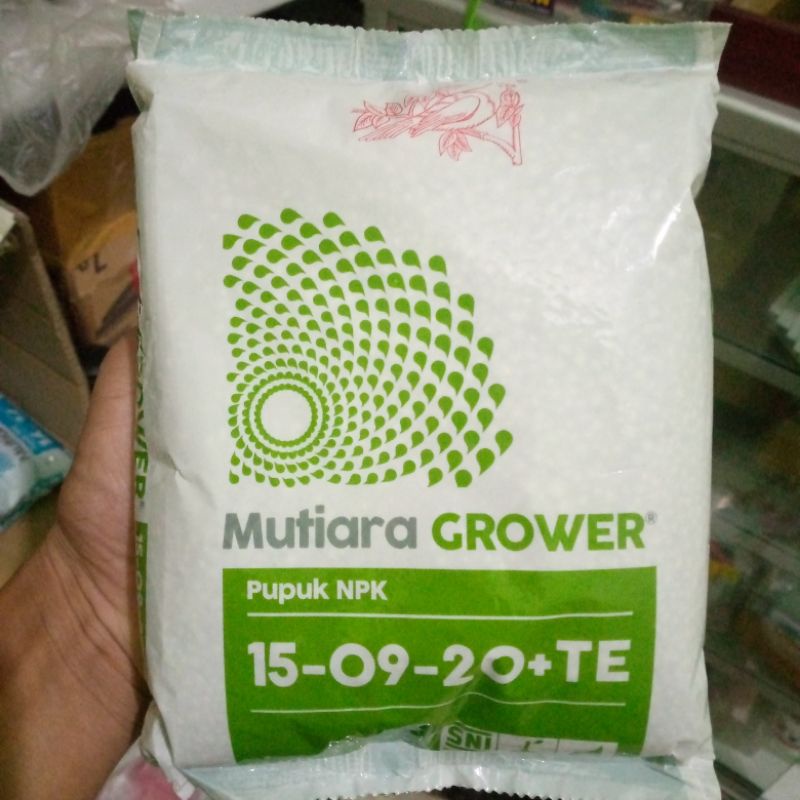 Mutiara GROWER®
Pupuk NPK
15-09-20+TE
SNI